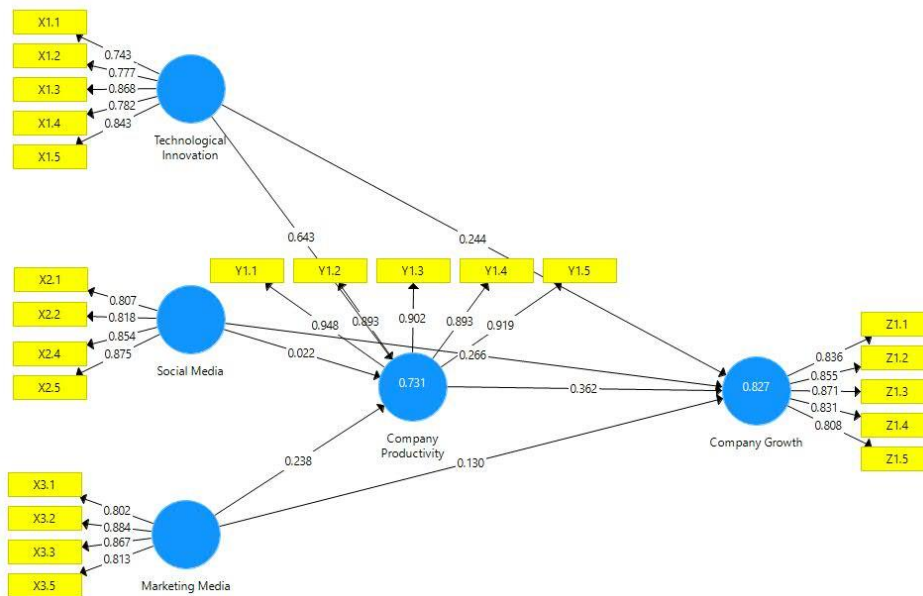 X1.1
X1.2
X1.3
X1.4
X1.5
0.743
0.777
0.868
0.782
0.843
Technological
Innovation
0.643
0.244
X2.1
X2.2
X2.4
X2.5
0.807
0.818
0.854
0.875
Social Media
Y1.1
Y1.2
Y1.3
Y1.4
Y1.5
0.948
0.893
0.902
0.893
0.919
0.022
0.266
0.731
Company
Productivity
0.362
0.238
0.130
0.827
Company Growth
0.836
0.855
0.871
0.831
0.808
Z1.1
Z1.2
Z1.3
Z1.4
Z1.5
X3.1
X3.2
X3.3
X3.5
0.802
0.884
0.867
0.813
Marketing Media